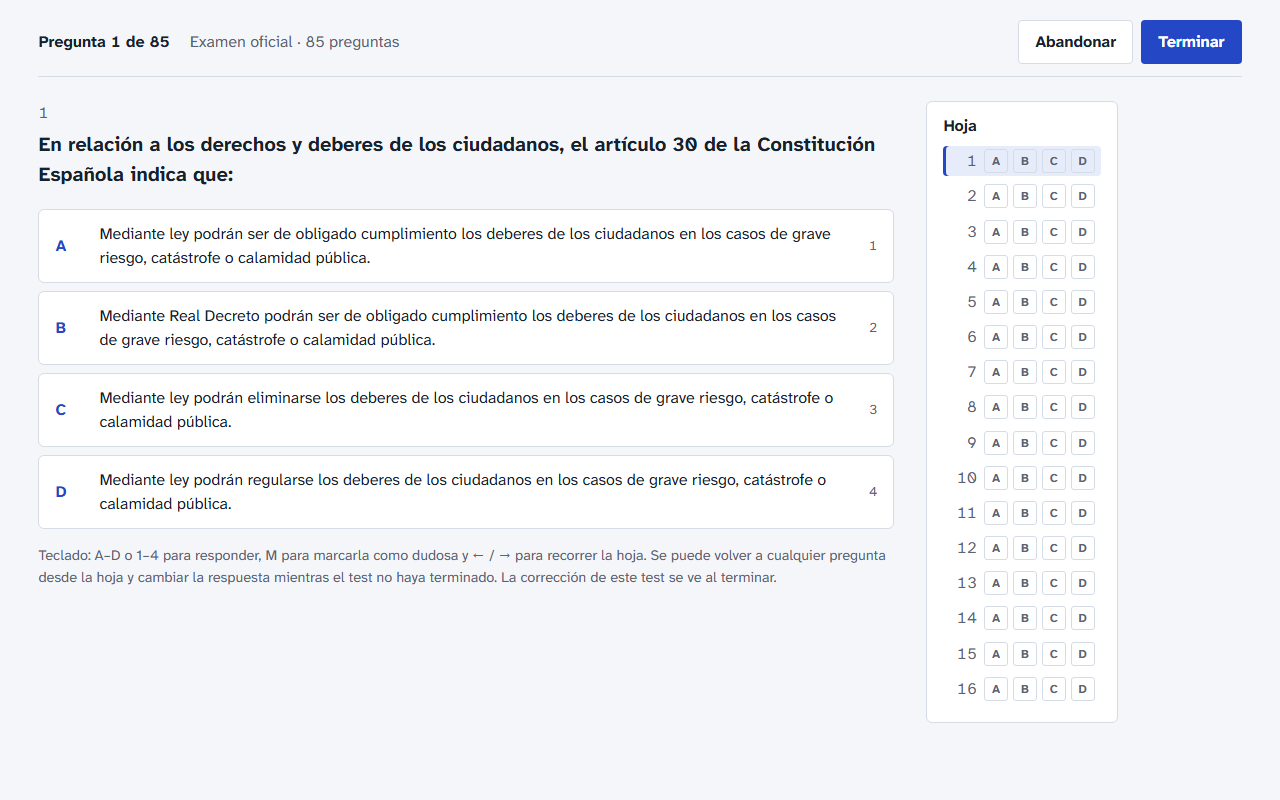 Pregunta 1 de 85 Examen oficial · 85 preguntas Abandonar Terminar
1
En relación a los derechos y deberes de los ciudadanos, el artículo 30 de la Constitución
Española indica que:
A Mediante ley podrán ser de obligado cumplimiento los deberes de los ciudadanos en los casos de grave
riesgo, catástrofe o calamidad pública. 1
B Mediante Real Decreto podrán ser de obligado cumplimiento los deberes de los ciudadanos en los casos
de grave riesgo, catástrofe o calamidad pública. 2
C Mediante ley podrán eliminarse los deberes de los ciudadanos en los casos de grave riesgo, catástrofe o
calamidad pública. 3
D Mediante ley podrán regularse los deberes de los ciudadanos en los casos de grave riesgo, catástrofe o
calamidad pública. 4
Teclado: A–D o 1–4 para responder, M para marcarla como dudosa y ← / → para recorrer la hoja. Se puede volver a cualquier pregunta
desde la hoja y cambiar la respuesta mientras el test no haya terminado. La corrección de este test se ve al terminar.
Hoja
1 A B C D
2 A B C D
3 A B C D
4 A B C D
5 A B C D
6 A B C D
7 A B C D
8 A B C D
9 A B C D
10 A B C D
11 A B C D
12 A B C D
13 A B C D
14 A B C D
15 A B C D
16 A B C D